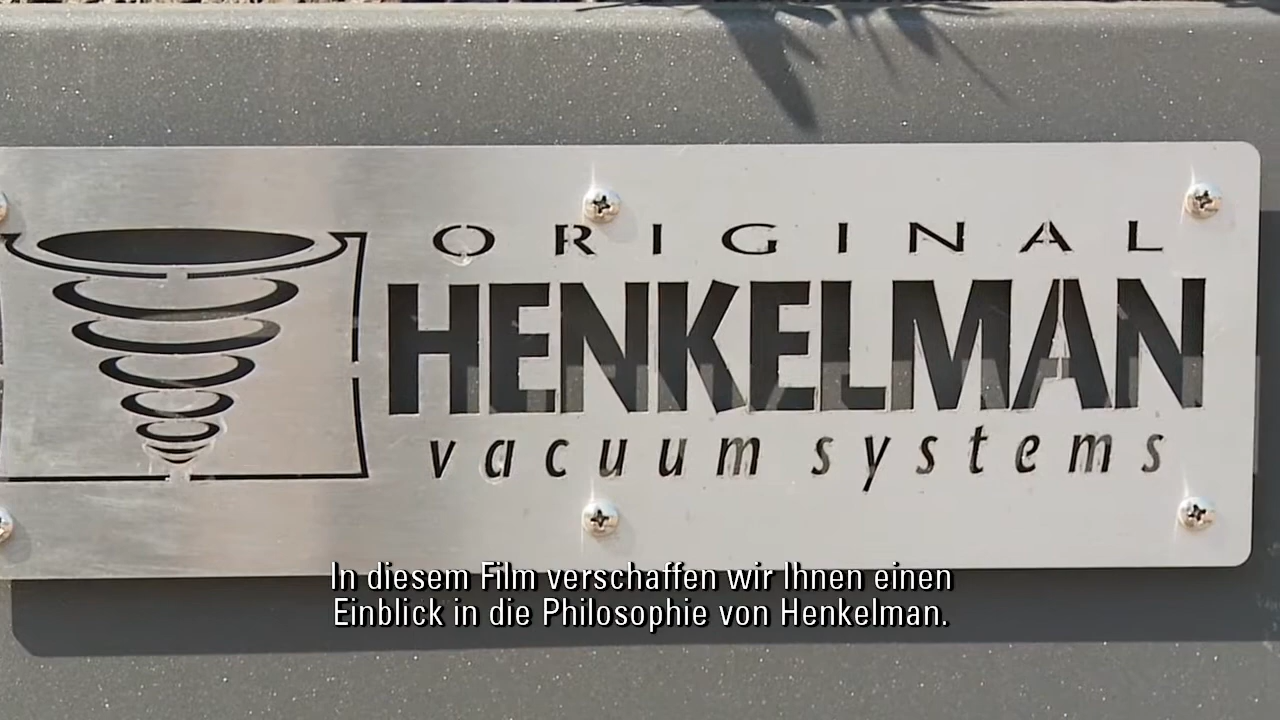 ORIGINAL
HENKELMAN
vacuum systems
In diesem Film verschaffen wir Ihnen einen
Einblick in die Philosophie von Henkelman.